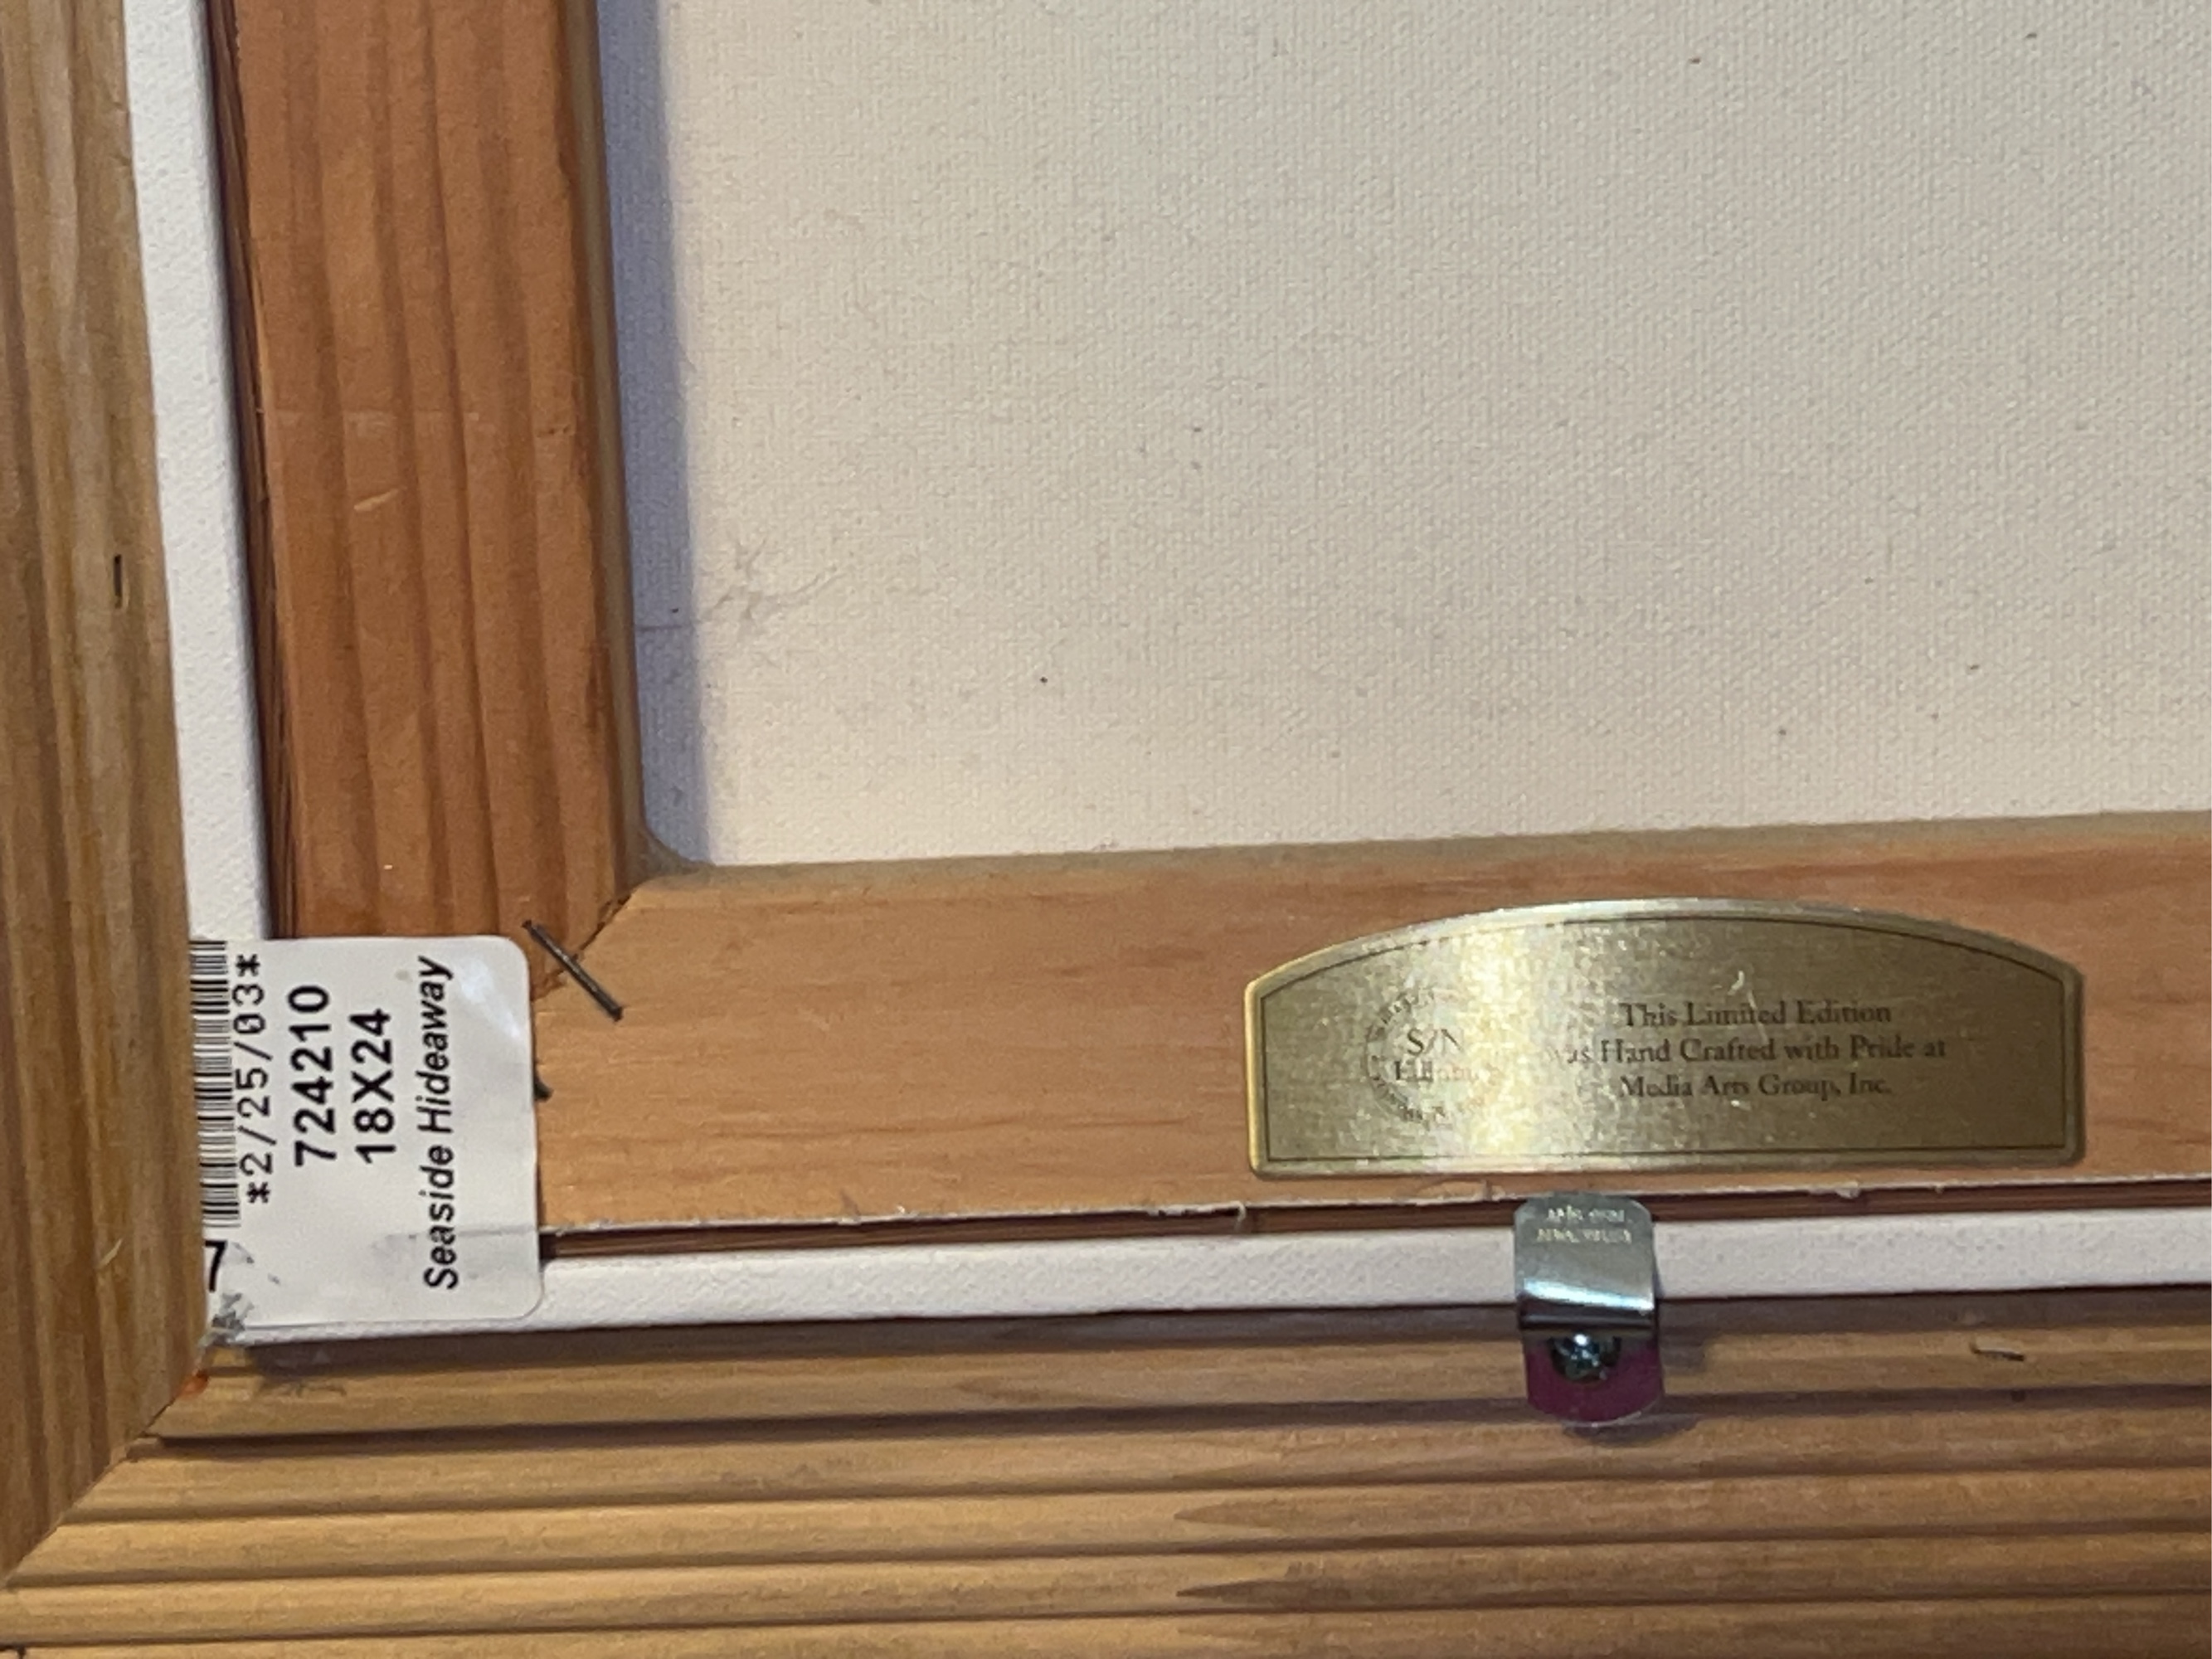 *2/25/03*
724210
18X24
Seaside Hideaway
7
S/N
This Limited Edition
was Hand Crafted with Pride at
Media Arts Group, Inc.